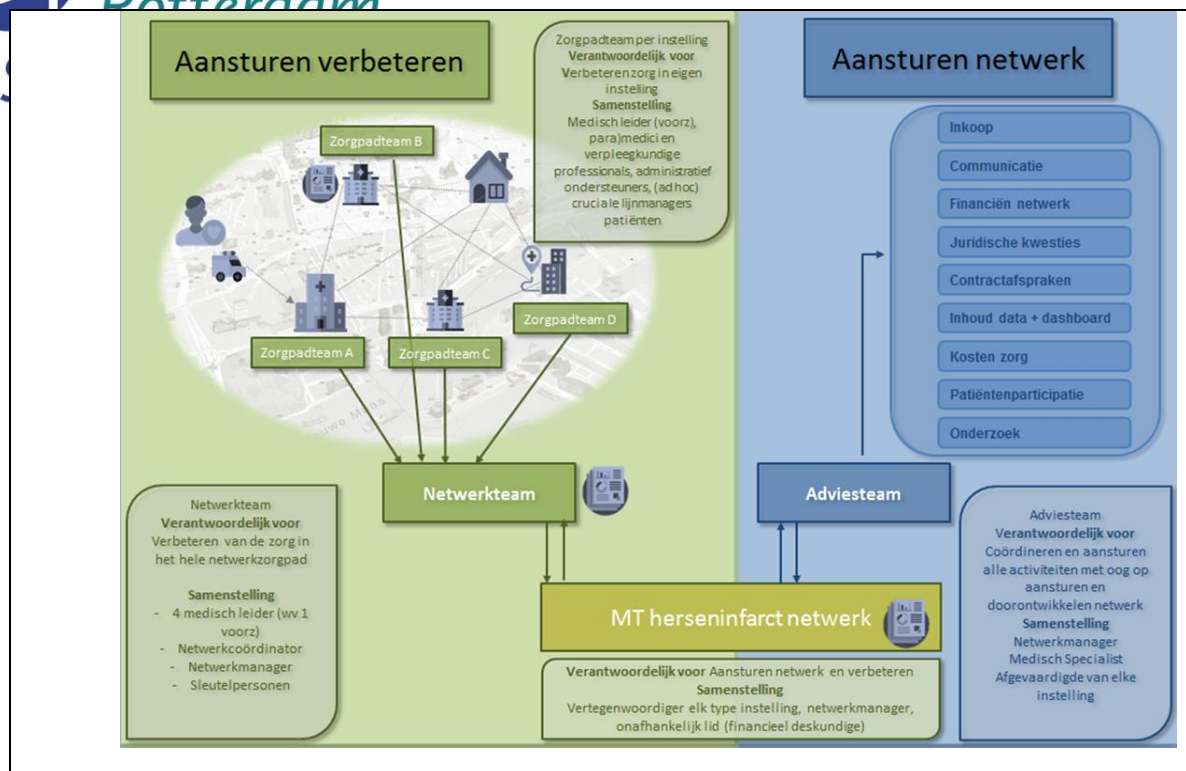 Rotterdam
Aansturen verbeteren
Zorgpadteam per instelling
Verantwoordelijk voor
Verbeteren zorg in eigen
instelling
Samenstelling
Medisch leider (voorz),
para)medici en
verpleegkundige
professionals, administratief
ondersteuners, (ad hoc)
cruciale lijnmanagers
patiënten
Zorgpadteam B
Zorgpadteam D
Zorgpadteam A
Zorgpadteam C
Netwerkteam
Netwerkteam
Verantwoordelijk voor
Verbeteren van de zorg in
het hele netwerkzorgpad
Samenstelling
- 4 medisch leider (wv 1
voorz)
- Netwerkcoördinator
- Netwerkmanager
- Sleutelpersonen
Aansturen netwerk
Inkoop
Communicatie
Financiën netwerk
Juridische kwesties
Contractafspraken
Inhoud data + dashboard
Kosten zorg
Patiëntenparticipatie
Onderzoek
Adviesteam
Adviesteam
Verantwoordelijk voor
Coördineren en aansturen
alle activiteiten met oog op
aansturen en
doorontwikkelen netwerk
Samenstelling
Netwerkmanager
Medisch Specialist
Afgevaardigde van elke
instelling
MT herseninfarct netwerk
Verantwoordelijk voor Aansturen netwerk en verbeteren
Samenstelling
Vertegenwoordiger elk type instelling, netwerkmanager,
onafhankelijk lid (financieel deskundige)